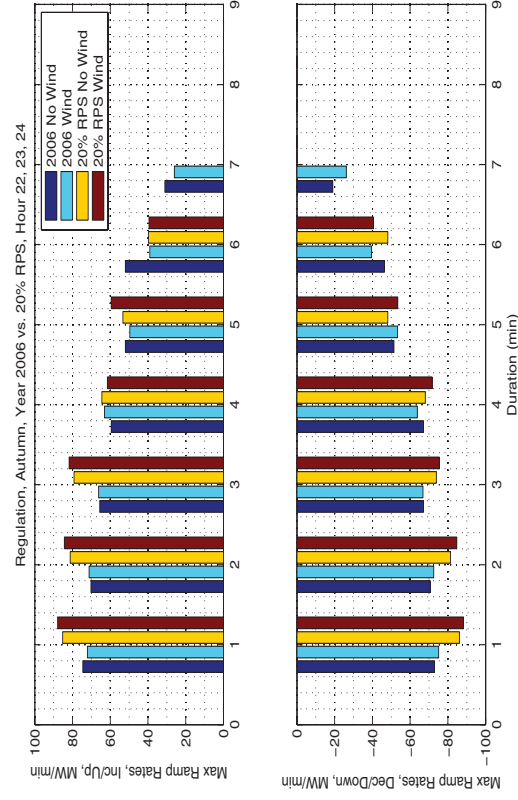 Regulation, Autumn, Year 2006 vs. 20% RPS, Hour 22, 23, 24
2006 No Wind
2006 Wind
20% RPS No Wind
20% RPS Wind
Max Ramp Rates, Inc/Up, MW/min
100
80
60
40
20
0
0 1 2 3 4 5 6 7 8 9
Max Ramp Rates, Dec/Down, MW/min
0
−20
−40
−60
−80
−100
0 1 2 3 4 5 6 7 8 9
Duration (min)